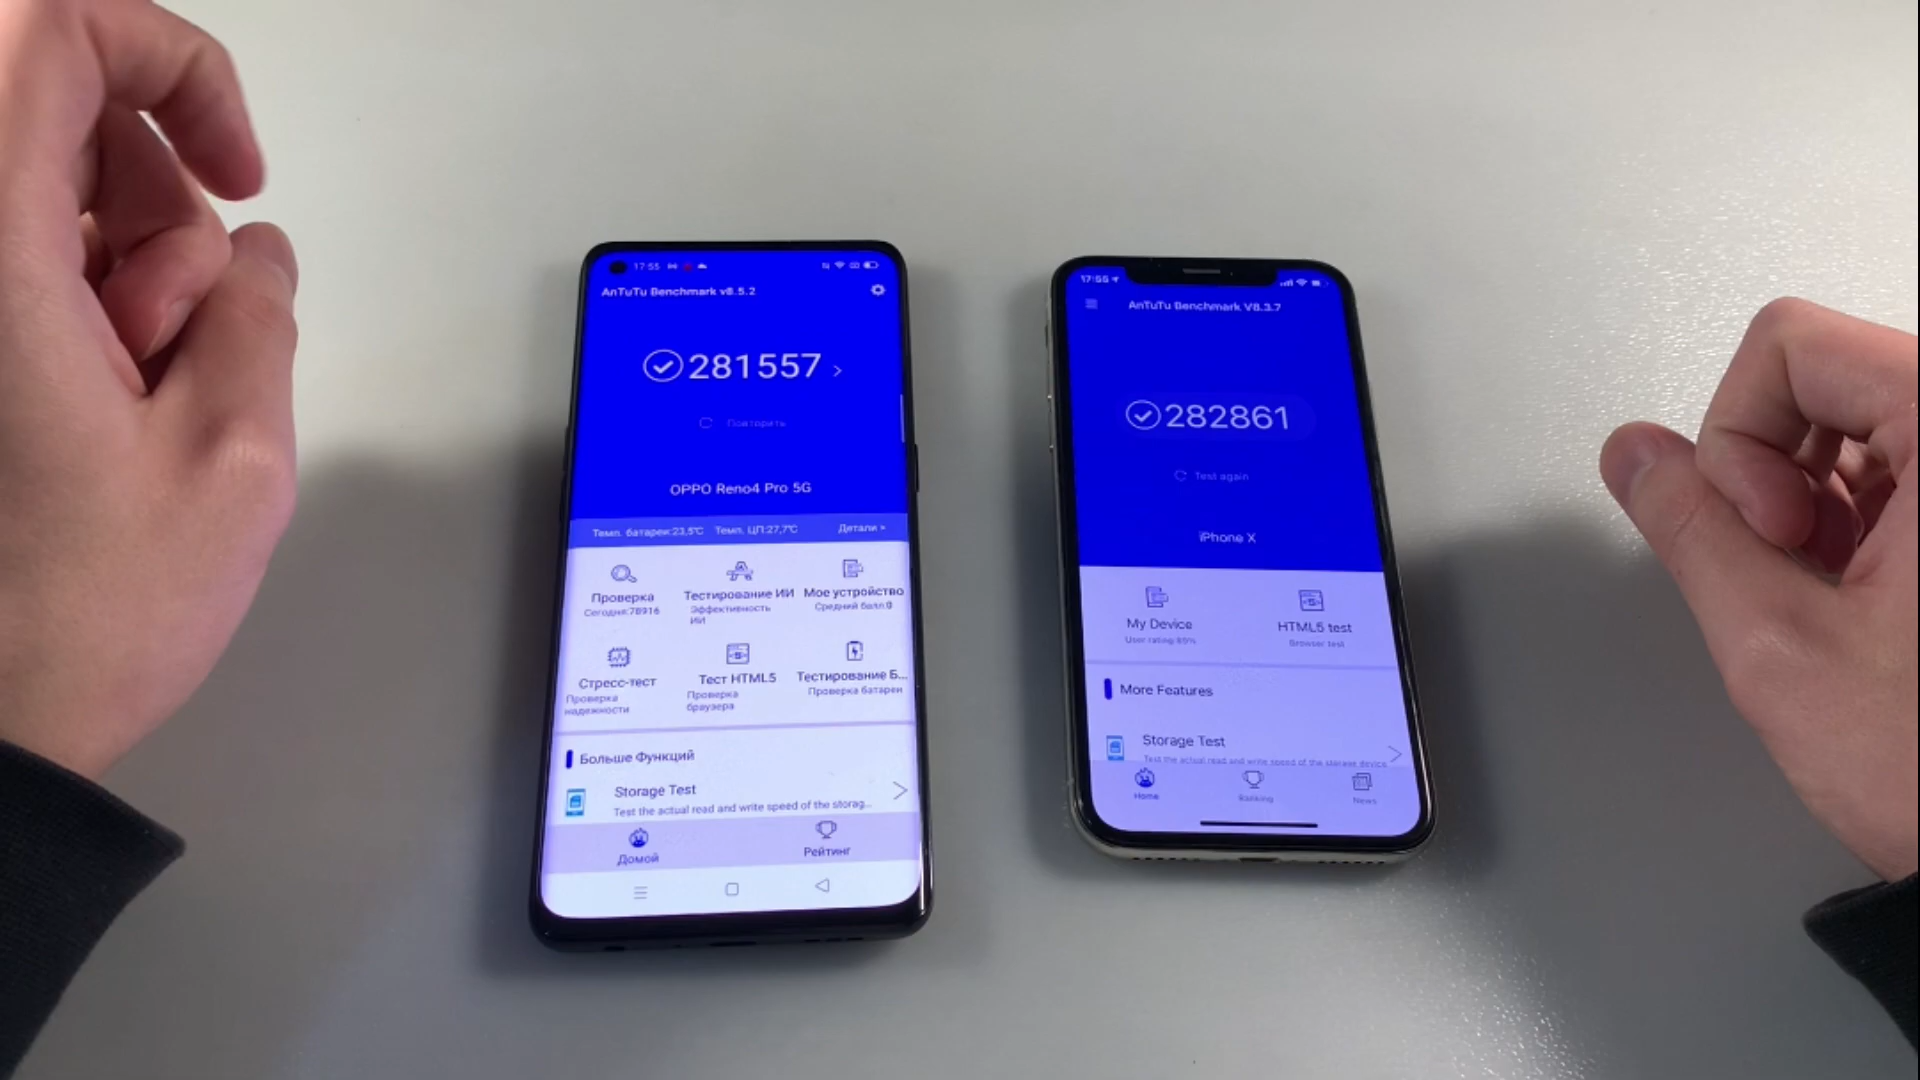 17:55
AnTuTu Benchmark v8.5.2
281557 >
Повторить
OPPO Reno4 Pro 5G
Темп. батареи:23,5°C Темп. ЦП:27,7°C Детали >
Проверка
Сегодня:78916
Тестирование ИИ
Эффективность
ИИ
Мое устройство
Средний балл:0
Стресс-тест
Проверка
надежности
Тест HTML5
Проверка
браузера
Тестирование Б...
Проверка батареи
Больше Функций
Storage Test
Test the actual read and write speed of the storag...
Домой
Рейтинг
17:55
AnTuTu Benchmark V8.3.7
282861
Test again
iPhone X
My Device
User rating:85%
HTML5 test
Browser test
More Features
Storage Test
Test the actual read and write speed of the storage device
Home
Ranking
News